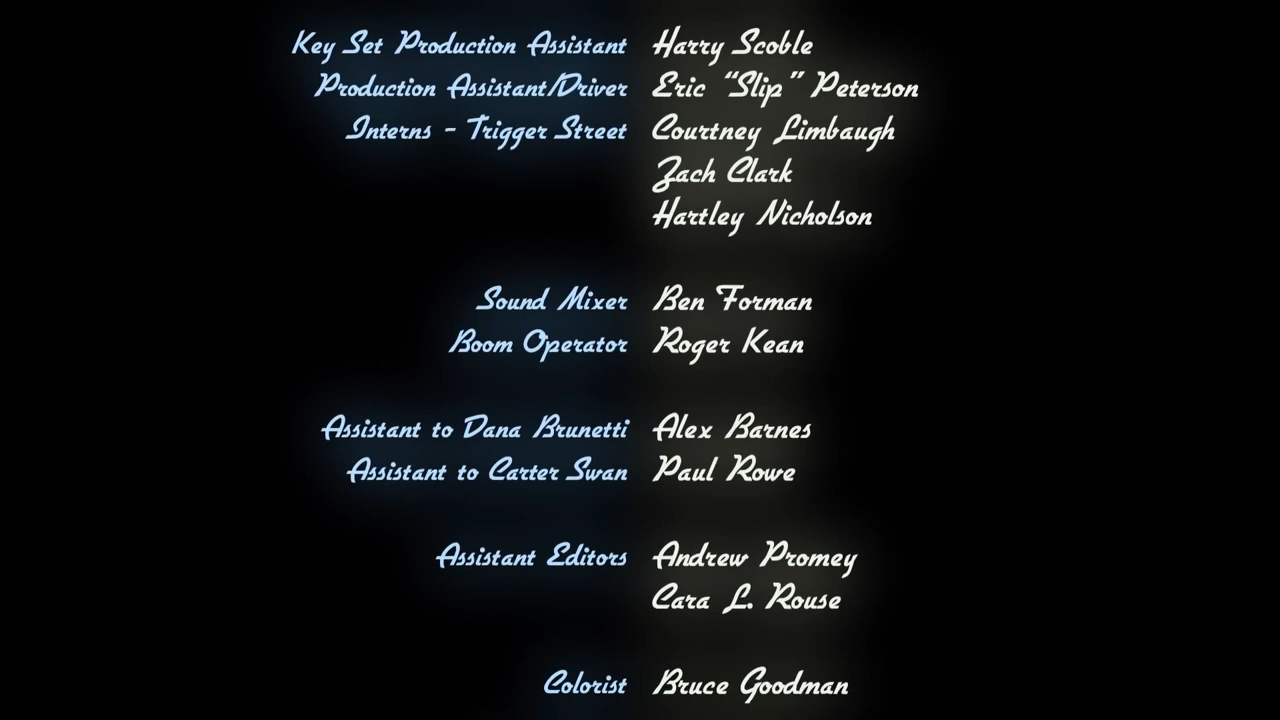 Key Set Production Assistant Harry Scoble
Production Assistant/Driver Eric “Slip” Peterson
Interns - Trigger Street Courtney Limbaugh
Zach Clark
Hartley Nicholson
Sound Mixer Ben Forman
Boom Operator Roger Kean
Assistant to Dana Brunetti Alex Barnes
Assistant to Carter Swan Paul Rowe
Assistant Editors Andrew Promey
Cara L. Rouse
Colorist Bruce Goodman